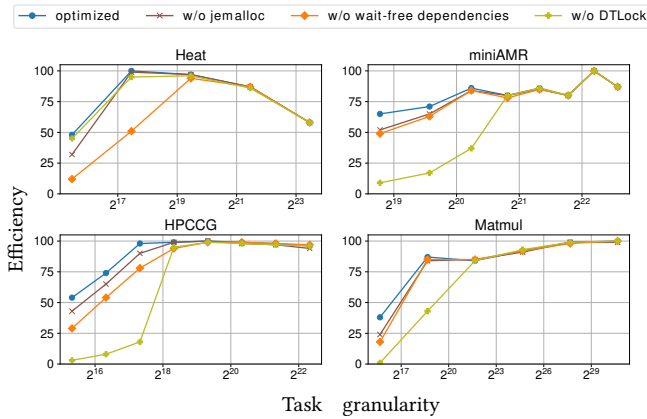 optimized w/o jemalloc w/o wait-free dependencies w/o DTLock
Heat miniAMR
100 100
75 75
50 50
25 25
0 0
2^17 2^19 2^21 2^23 2^19 2^20 2^21 2^22
HPCCG Matmul
100 100
75 75
50 50
25 25
0 0
2^16 2^18 2^20 2^22 2^17 2^20 2^23 2^26 2^29
Efficiency
Task granularity